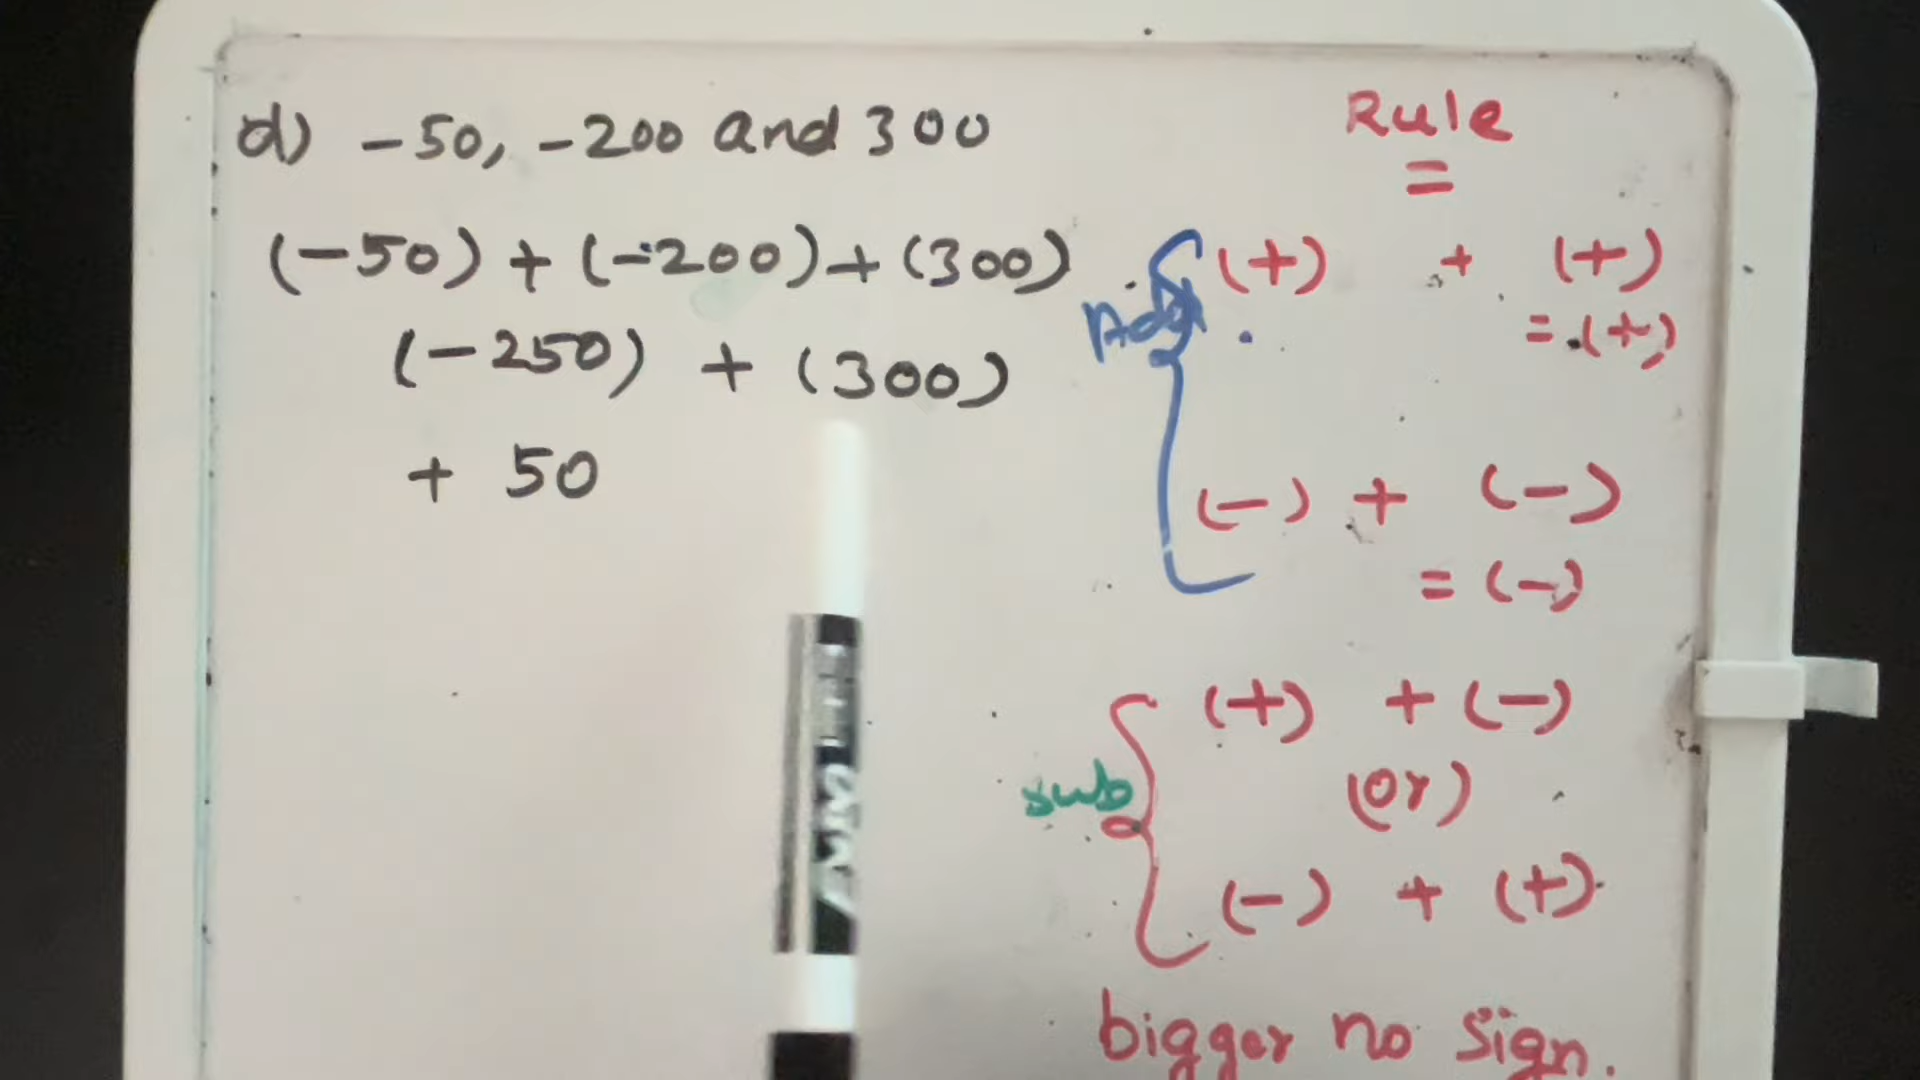 d) -50, -200 and 300
(-50) + (-200) + (300)
(-250) + (300)
+ 50
Rule
=
Add
(+) + (+)
= (+)
(-) + (-)
= (-)
sub
(+) + (-)
(or)
(-) + (+)
bigger no sign.